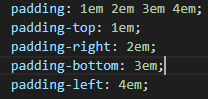 padding: 1em 2em 3em 4em;
padding-top: 1em;
padding-right: 2em;
padding-bottom: 3em;
padding-left: 4em;